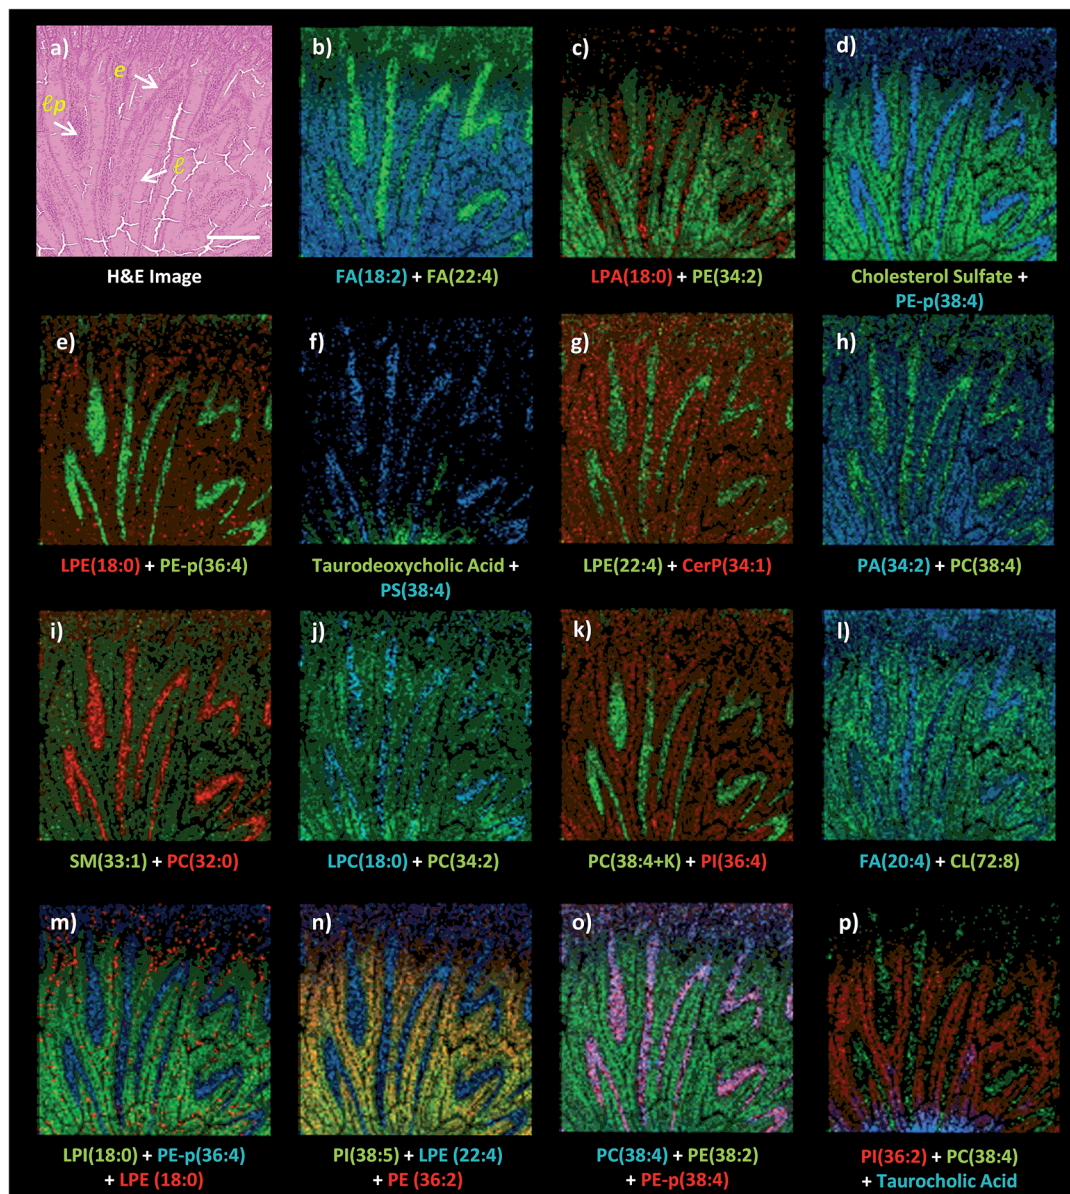 a)
e
ℓp
ℓ
H&E Image
b)
FA(18:2) + FA(22:4)
c)
LPA(18:0) + PE(34:2)
d)
Cholesterol Sulfate +
PE-p(38:4)
e)
LPE(18:0) + PE-p(36:4)
f)
Taurodeoxycholic Acid +
PS(38:4)
g)
LPE(22:4) + CerP(34:1)
h)
PA(34:2) + PC(38:4)
i)
SM(33:1) + PC(32:0)
j)
LPC(18:0) + PC(34:2)
k)
PC(38:4+K) + PI(36:4)
l)
FA(20:4) + CL(72:8)
m)
LPI(18:0) + PE-p(36:4)
+ LPE (18:0)
n)
PI(38:5) + LPE (22:4)
+ PE (36:2)
o)
PC(38:4) + PE(38:2)
+ PE-p(38:4)
p)
PI(36:2) + PC(38:4)
+ Taurocholic Acid